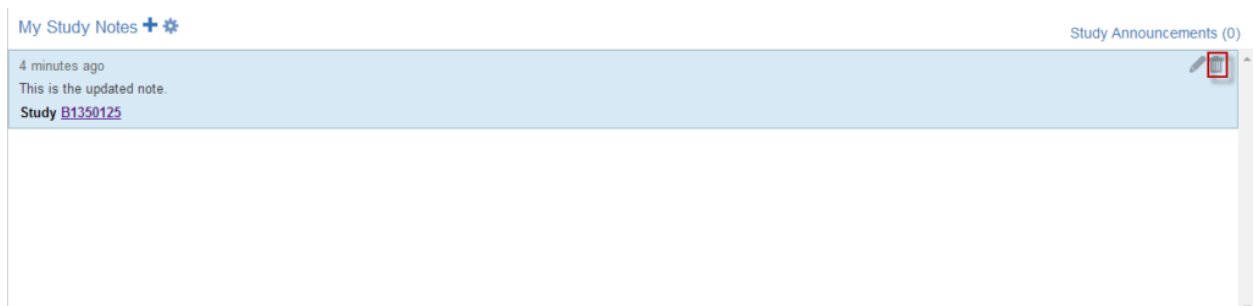 My Study Notes
Study Announcements (0)
4 minutes ago
This is the updated note.
Study B1350125